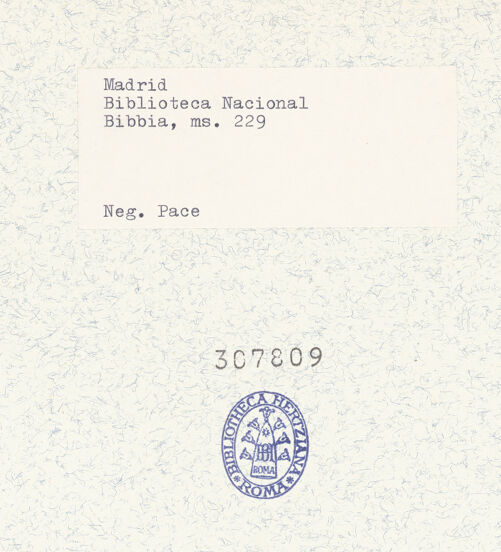 Madrid
Biblioteca Nacional
Bibbia, ms. 229
Neg. Pace
307809
*BIBLIOTHECA HERTZIANA*
ROMA
ROMA